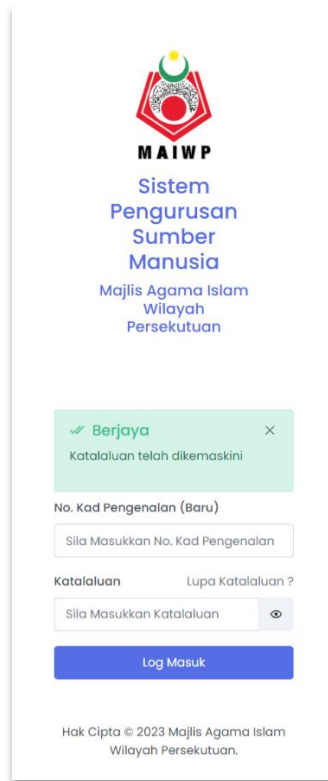 MAIWP
Sistem
Pengurusan
Sumber
Manusia
Majlis Agama Islam
Wilayah
Persekutuan
Berjaya
Katalaluan telah dikemaskini
No. Kad Pengenalan (Baru)
Sila Masukkan No. Kad Pengenalan
Katalaluan Lupa Katalaluan ?
Sila Masukkan Katalaluan
Log Masuk
Hak Cipta © 2023 Majlis Agama Islam
Wilayah Persekutuan.